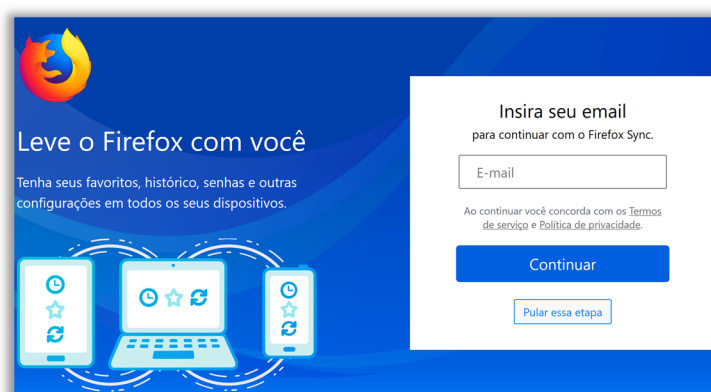 Leve o Firefox com você
Tenha seus favoritos, histórico, senhas e outras
configurações em todos os seus dispositivos.
Insira seu email
para continuar com o Firefox Sync.
E-mail
Ao continuar você concorda com os Termos
de serviço e Política de privacidade.
Continuar
Pular essa etapa